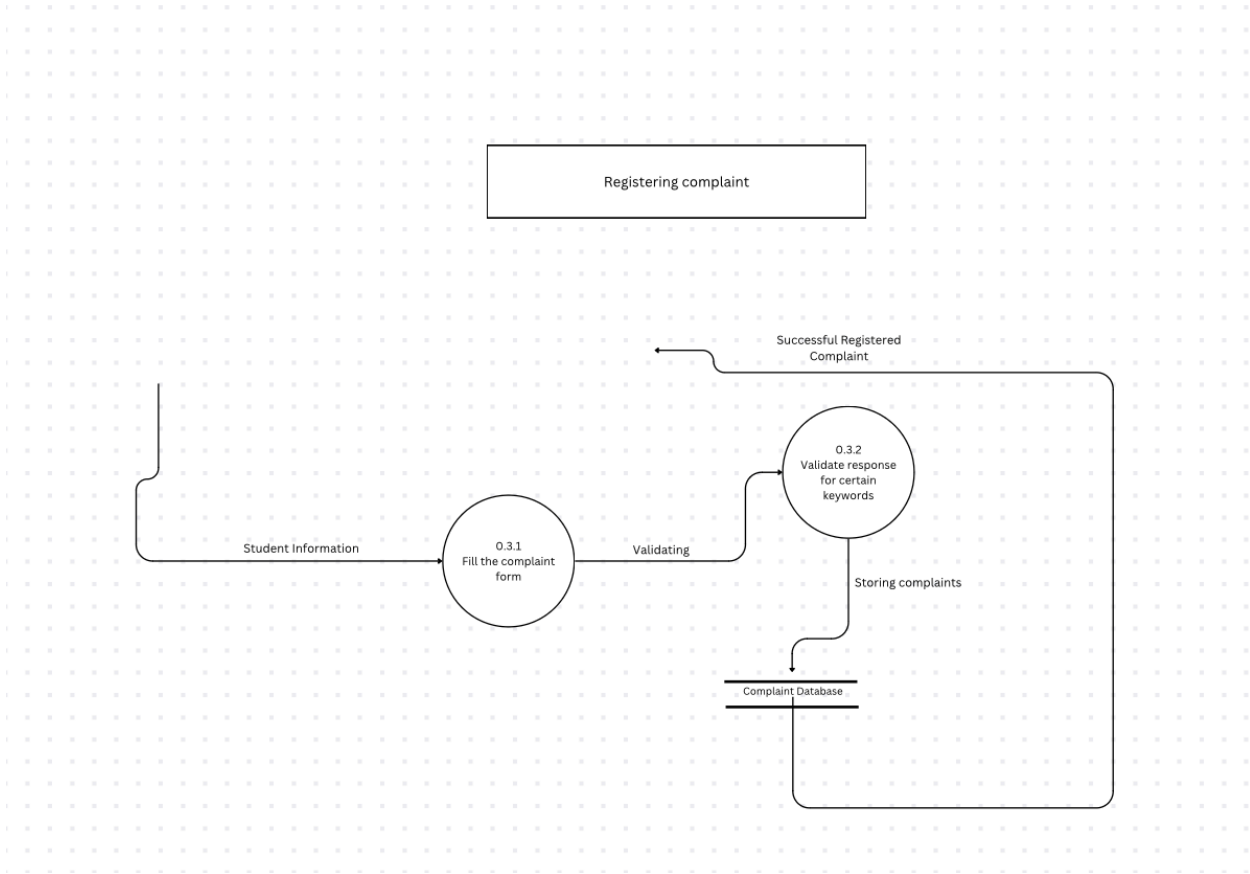 Registering complaint
Successful Registered
Complaint
0.3.2
Validate response
for certain
keywords
Student Information
0.3.1
Fill the complaint
form
Validating
Storing complaints
Complaint Database